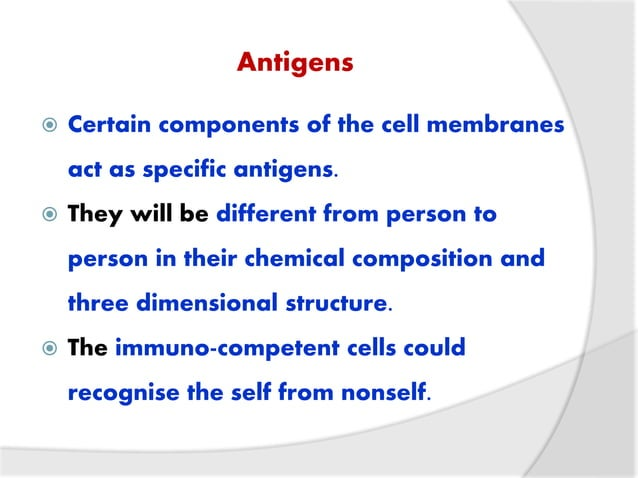 Antigens
Certain components of the cell membranes
act as specific antigens.
They will be different from person to
person in their chemical composition and
three dimensional structure.
The immuno-competent cells could
recognise the self from nonself.